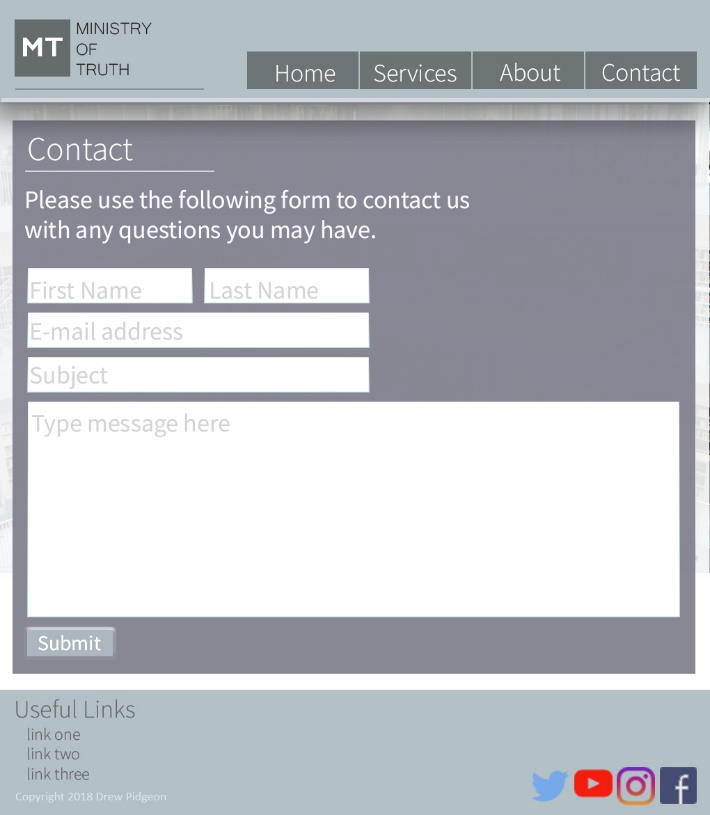 MT
MINISTRY
OF
TRUTH
Home Services About Contact
Contact
Please use the following form to contact us
with any questions you may have.
First Name Last Name
E-mail address
Subject
Type message here
Submit
Useful Links
link one
link two
link three
Copyright 2018 Drew Pidgeon